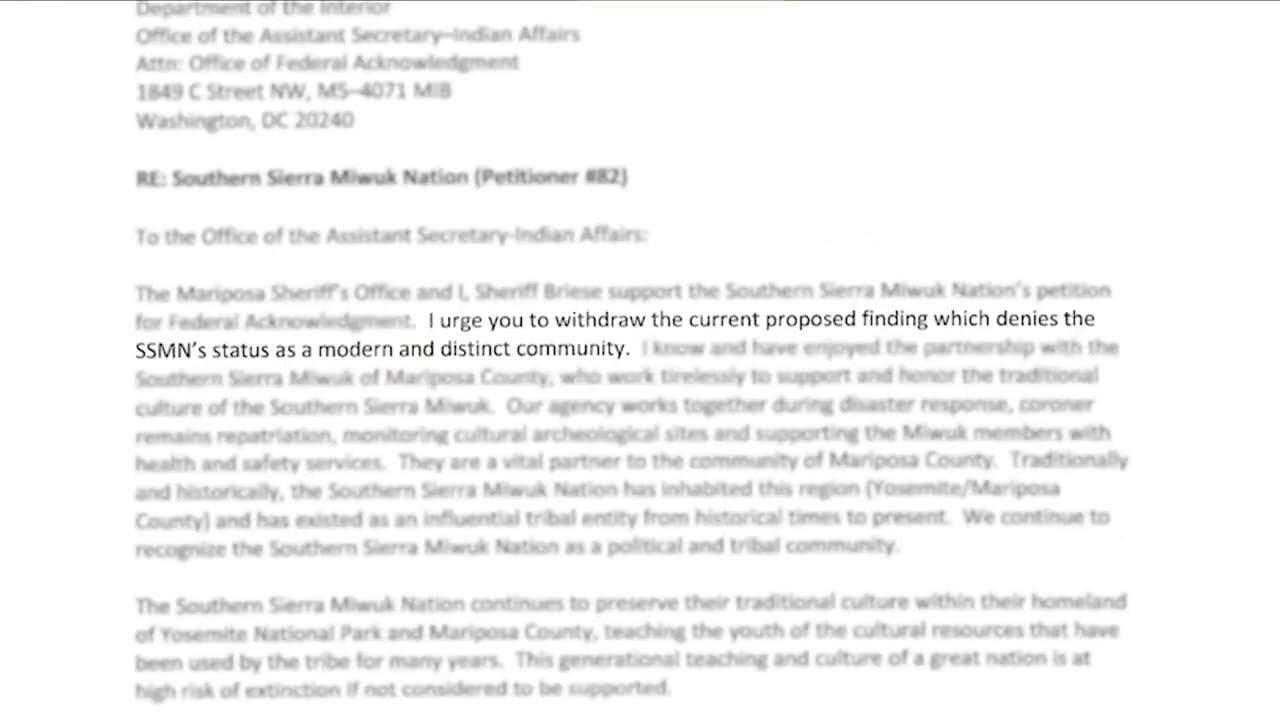 Department of the Interior
Office of the Assistant Secretary–Indian Affairs
Attn: Office of Federal Acknowledgment
1849 C Street NW, MS–4071 MIB
Washington, DC 20240
RE: Southern Sierra Miwuk Nation (Petitioner #82)
To the Office of the Assistant Secretary-Indian Affairs:
The Mariposa Sheriff's Office and I, Sheriff Briese support the Southern Sierra Miwuk Nation's petition
for Federal Acknowledgment. I urge you to withdraw the current proposed finding which denies the
SSMN's status as a modern and distinct community. I know and have enjoyed the partnership with the
Southern Sierra Miwuk of Mariposa County, who work tirelessly to support and honor the traditional
culture of the Southern Sierra Miwuk. Our agency works together during disaster response, coroner
remains repatriation, monitoring cultural archeological sites and supporting the Miwuk members with
health and safety services. They are a vital partner to the community of Mariposa County. Traditionally
and historically, the Southern Sierra Miwuk Nation has inhabited this region (Yosemite/Mariposa
County) and has existed as an influential tribal entity from historical times to present. We continue to
recognize the Southern Sierra Miwuk Nation as a political and tribal community.
The Southern Sierra Miwuk Nation continues to preserve their traditional culture within their homeland
of Yosemite National Park and Mariposa County, teaching the youth of the cultural resources that have
been used by the tribe for many years. This generational teaching and culture of a great nation is at
high risk of extinction if not considered to be supported.